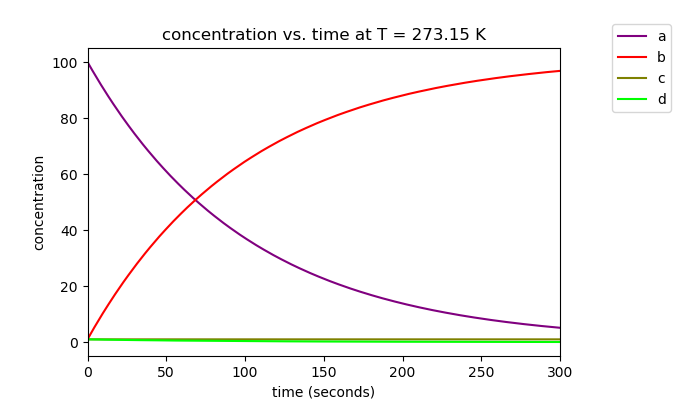 concentration vs. time at T = 273.15 K
a
b
c
d
concentration
100
80
60
40
20
0
0 50 100 150 200 250 300
time (seconds)